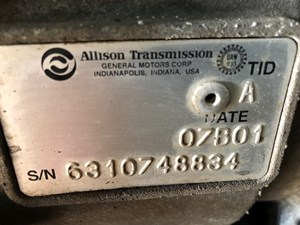 Allison Transmission
GENERAL MOTORS CORP
INDIANAPOLIS, INDIANA, USA
TID
A
DATE
07B01
S/N 6310748834